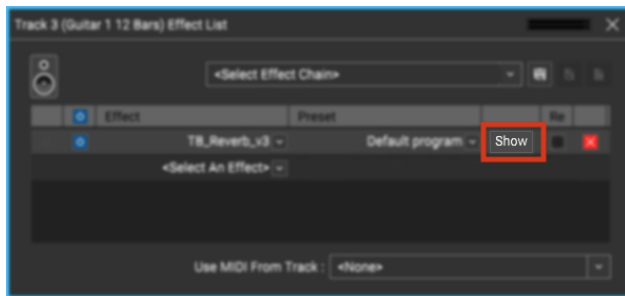 Track 3 (Guitar 1 12 Bars) Effect List
<Select Effect Chain>
Effect Preset Re
TB_Reverb_v3 Default program Show
<Select An Effect>
Use MIDI From Track : <None>